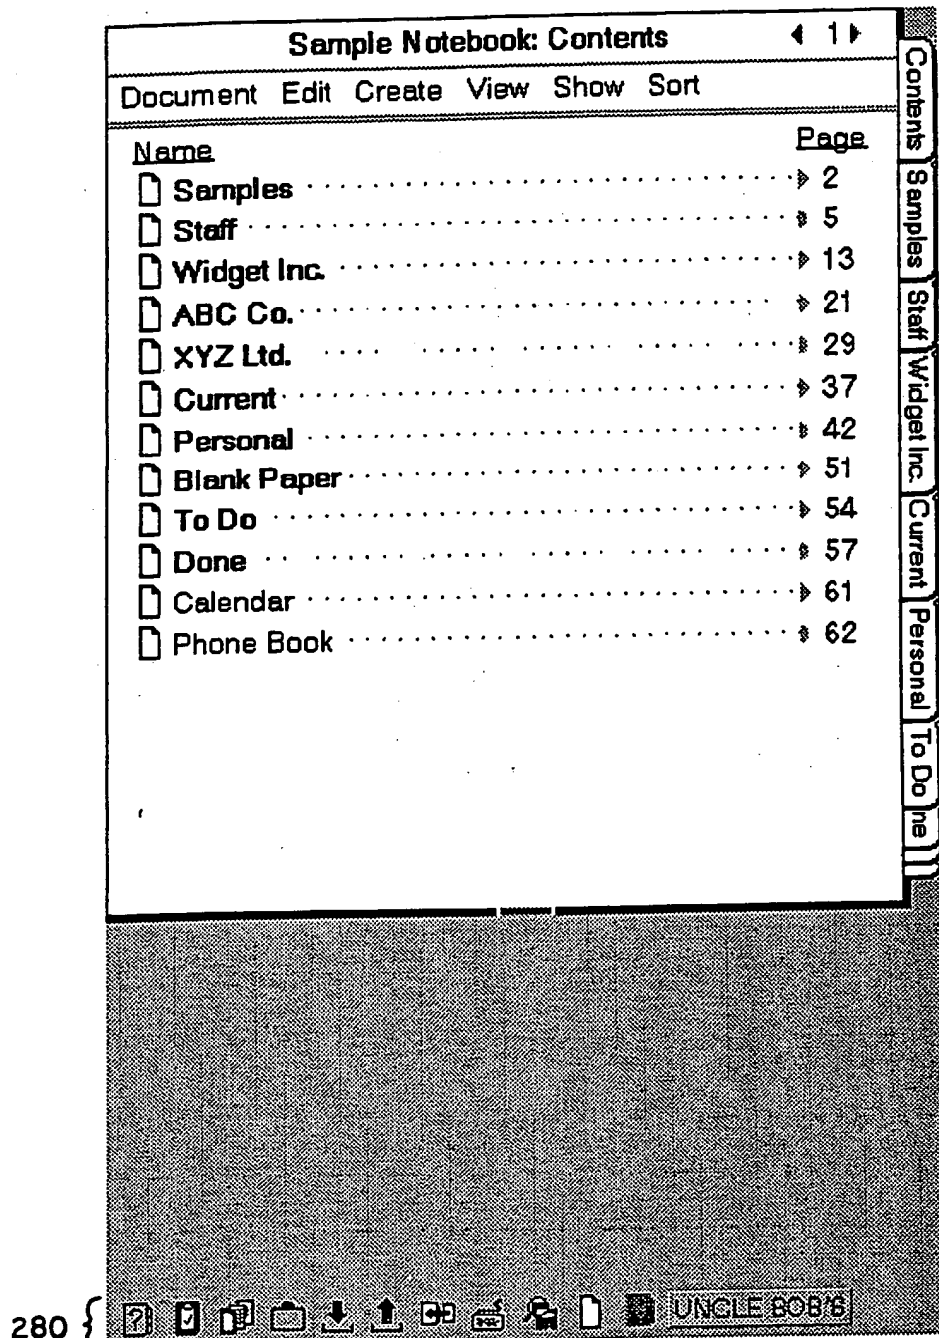 Sample Notebook: Contents 1
Document Edit Create View Show Sort
Name Page
Samples 2
Staff 5
Widget Inc. 13
ABC Co. 21
XYZ Ltd. 29
Current 37
Personal 42
Blank Paper 51
To Do 54
Done 57
Calendar 61
Phone Book 62
Contents
Samples
Staff
Widget Inc.
Current
Personal
To Do
ne
280 {
?
UNCLE BOB'S